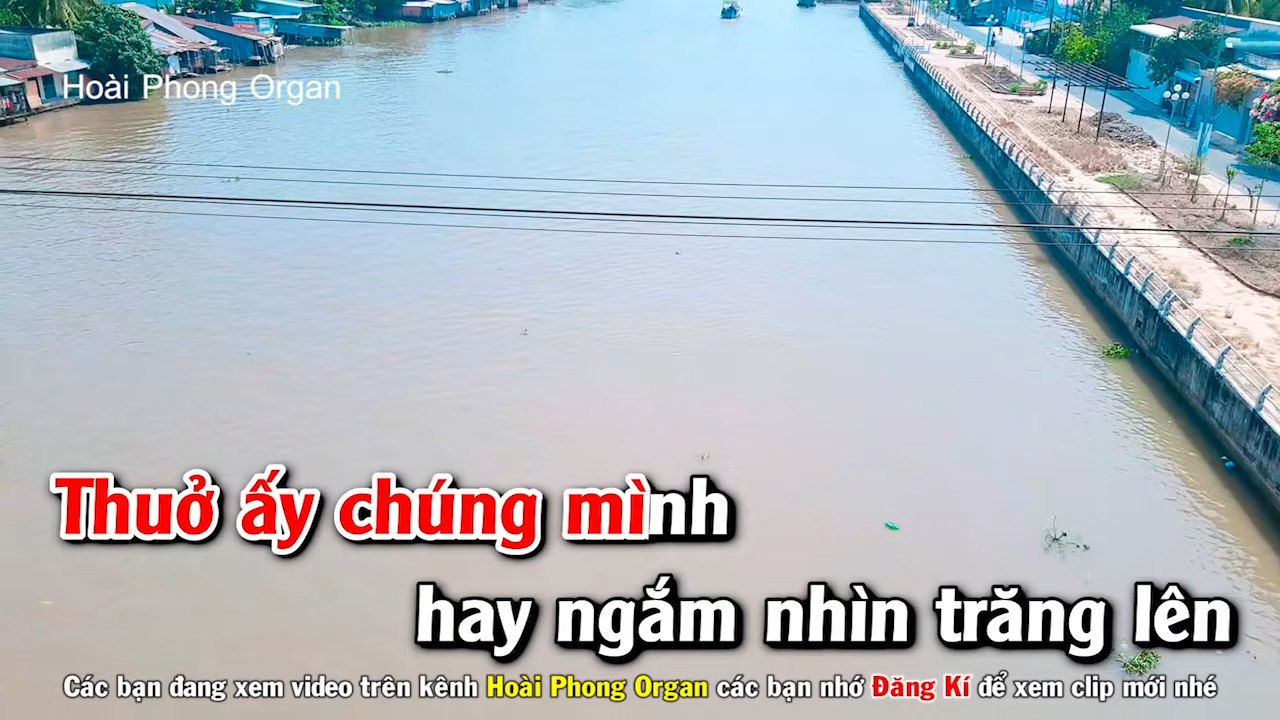 Hoài Phong Organ
Thuở ấy chúng mình
hay ngắm nhìn trăng lên
Các bạn đang xem video trên kênh Hoài Phong Organ các bạn nhớ Đăng Kí để xem clip mới nhé